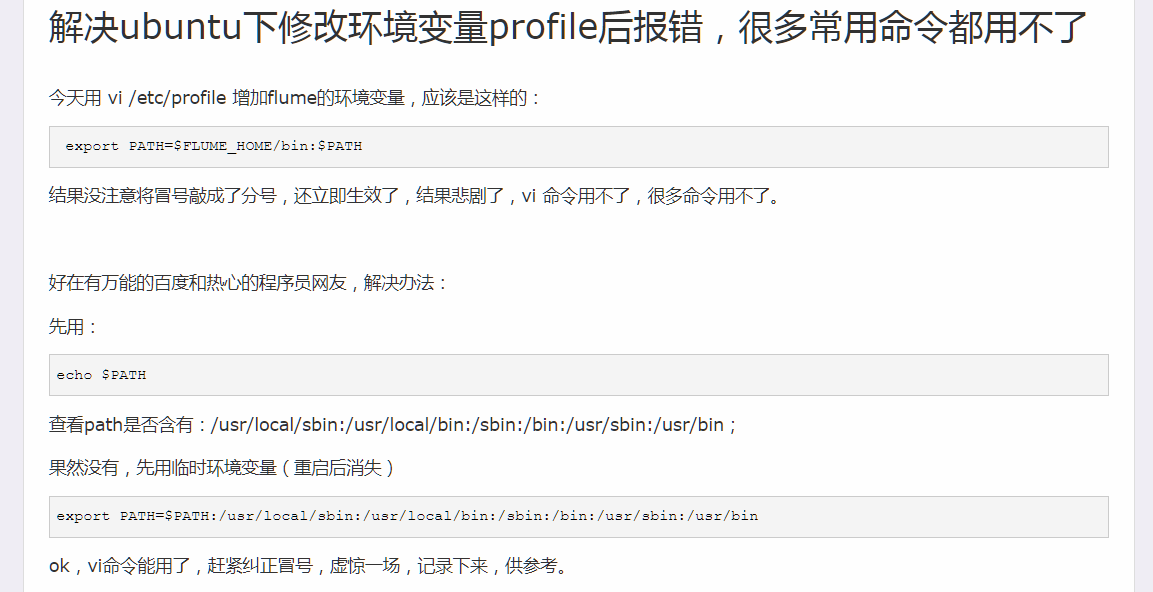 解决ubuntu下修改环境变量profile后报错，很多常用命令都用不了
今天用 vi /etc/profile 增加flume的环境变量，应该是这样的：
export PATH=$FLUME_HOME/bin:$PATH
结果没注意将冒号敲成了分号，还立即生效了，结果悲剧了，vi 命令用不了，很多命令用不了。
好在有万能的百度和热心的程序员网友，解决办法：
先用：
echo $PATH
查看path是否含有：/usr/local/sbin:/usr/local/bin:/sbin:/bin:/usr/sbin:/usr/bin；
果然没有，先用临时环境变量（重启后消失）
export PATH=$PATH:/usr/local/sbin:/usr/local/bin:/sbin:/bin:/usr/sbin:/usr/bin
ok，vi命令能用了，赶紧纠正冒号，虚惊一场，记录下来，供参考。